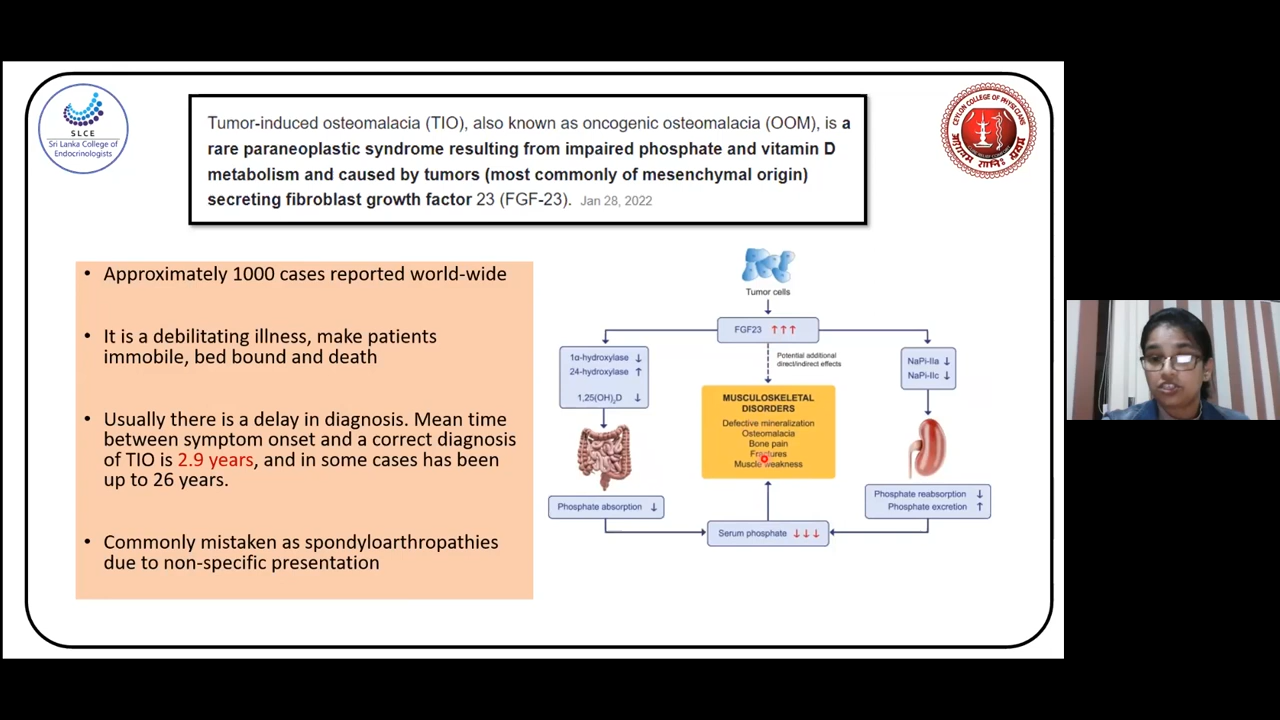 SLCE
Sri Lanka College of
Endocrinologists
Tumor-induced osteomalacia (TIO), also known as oncogenic osteomalacia (OOM), is a
rare paraneoplastic syndrome resulting from impaired phosphate and vitamin D
metabolism and caused by tumors (most commonly of mesenchymal origin)
secreting fibroblast growth factor 23 (FGF-23). Jan 28, 2022
CEYLON COLLEGE OF PHYSICIANS
• Approximately 1000 cases reported world-wide
• It is a debilitating illness, make patients
immobile, bed bound and death
• Usually there is a delay in diagnosis. Mean time
between symptom onset and a correct diagnosis
of TIO is 2.9 years, and in some cases has been
up to 26 years.
• Commonly mistaken as spondyloarthropathies
due to non-specific presentation
Tumor cells
FGF23 ↑↑↑
Potential additional
direct/indirect effects
1α-hydroxylase ↓
24-hydroxylase ↑
1,25(OH)₂D ↓
NaPi-IIa ↓
NaPi-IIc ↓
MUSCULOSKELETAL
DISORDERS
Defective mineralization
Osteomalacia
Bone pain
Fractures
Muscle weakness
Phosphate absorption ↓
Phosphate reabsorption ↓
Phosphate excretion ↑
Serum phosphate ↓↓↓